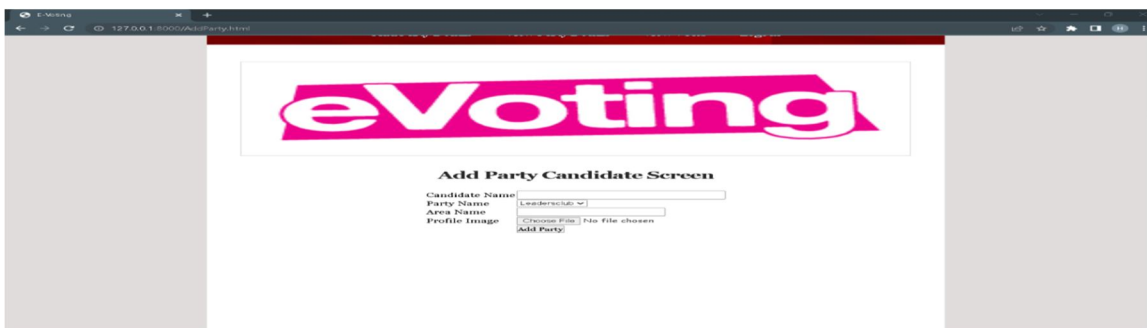 E-Voting
127.0.0.1:8000/AddParty.html
eVoting
Add Party Candidate Screen
Candidate Name
Party Name Leadersclub
Area Name
Profile Image Choose File No file chosen
Add Party